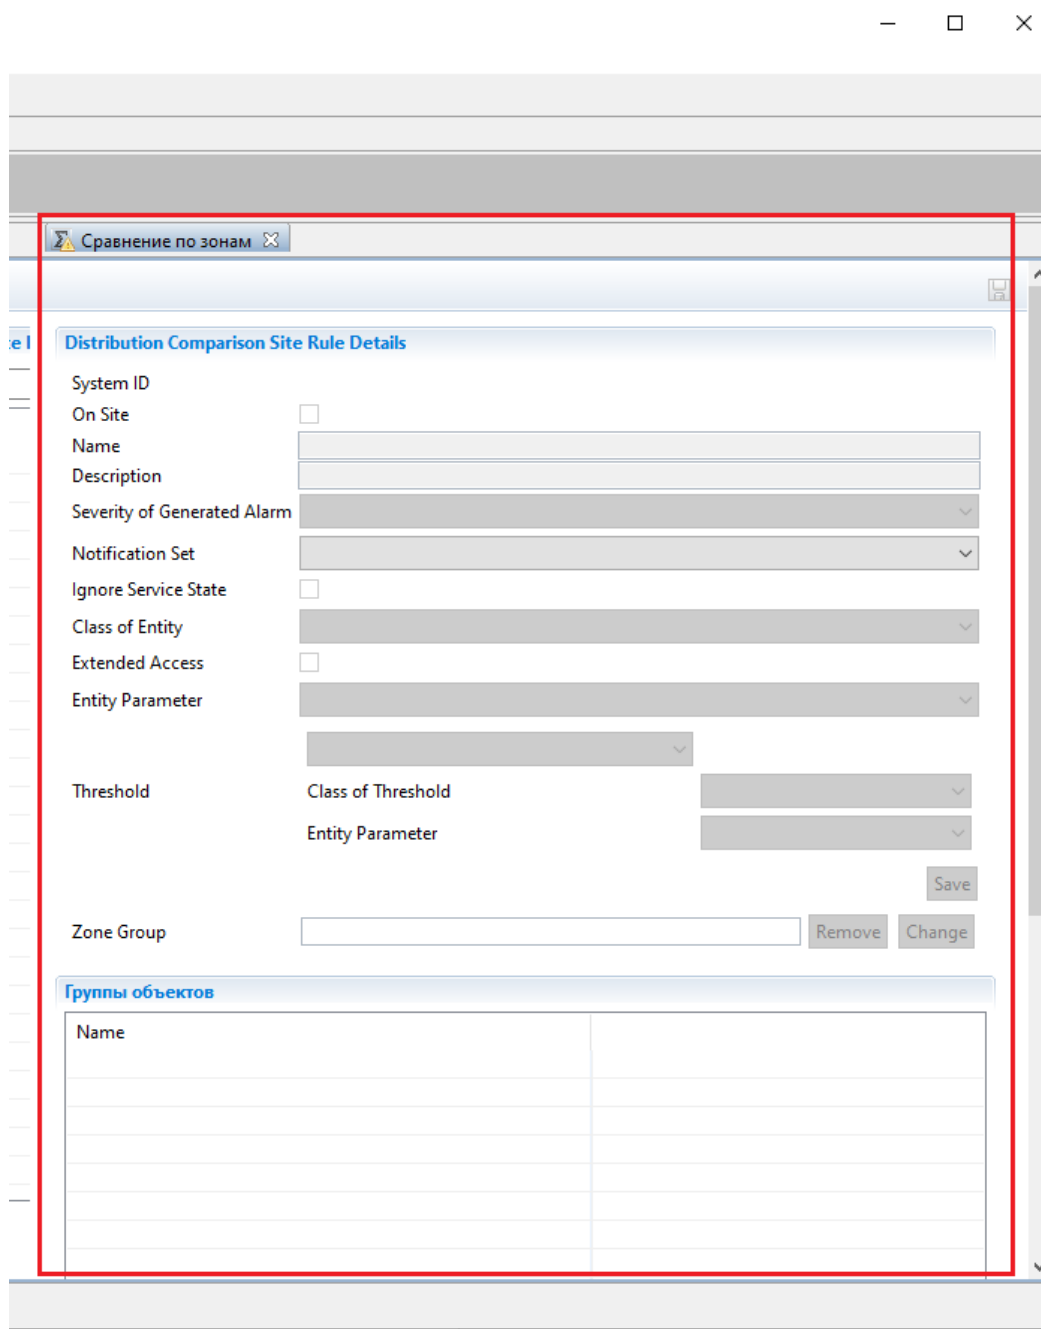 Сравнение по зонам
Distribution Comparison Site Rule Details
System ID
On Site
Name
Description
Severity of Generated Alarm
Notification Set
Ignore Service State
Class of Entity
Extended Access
Entity Parameter
Threshold Class of Threshold
Entity Parameter
Save
Zone Group Remove Change
Группы объектов
Name